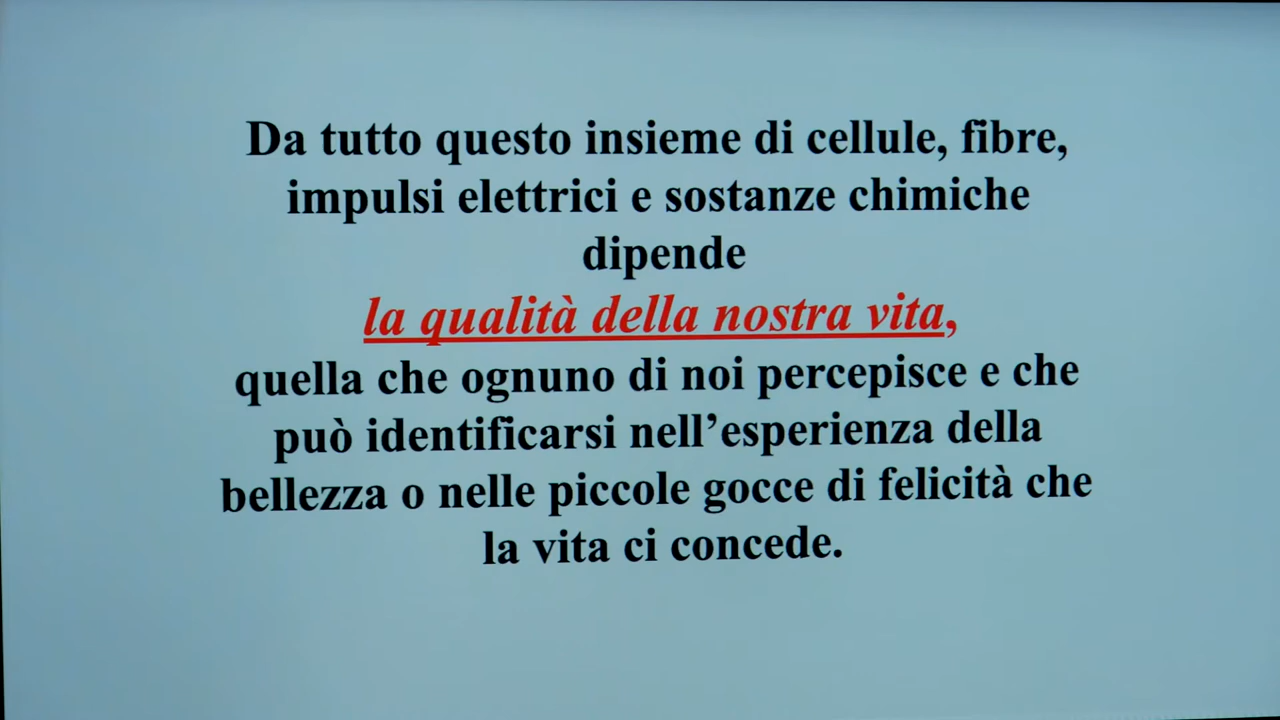 Da tutto questo insieme di cellule, fibre,
impulsi elettrici e sostanze chimiche
dipende
la qualità della nostra vita,
quella che ognuno di noi percepisce e che
può identificarsi nell’esperienza della
bellezza o nelle piccole gocce di felicità che
la vita ci concede.